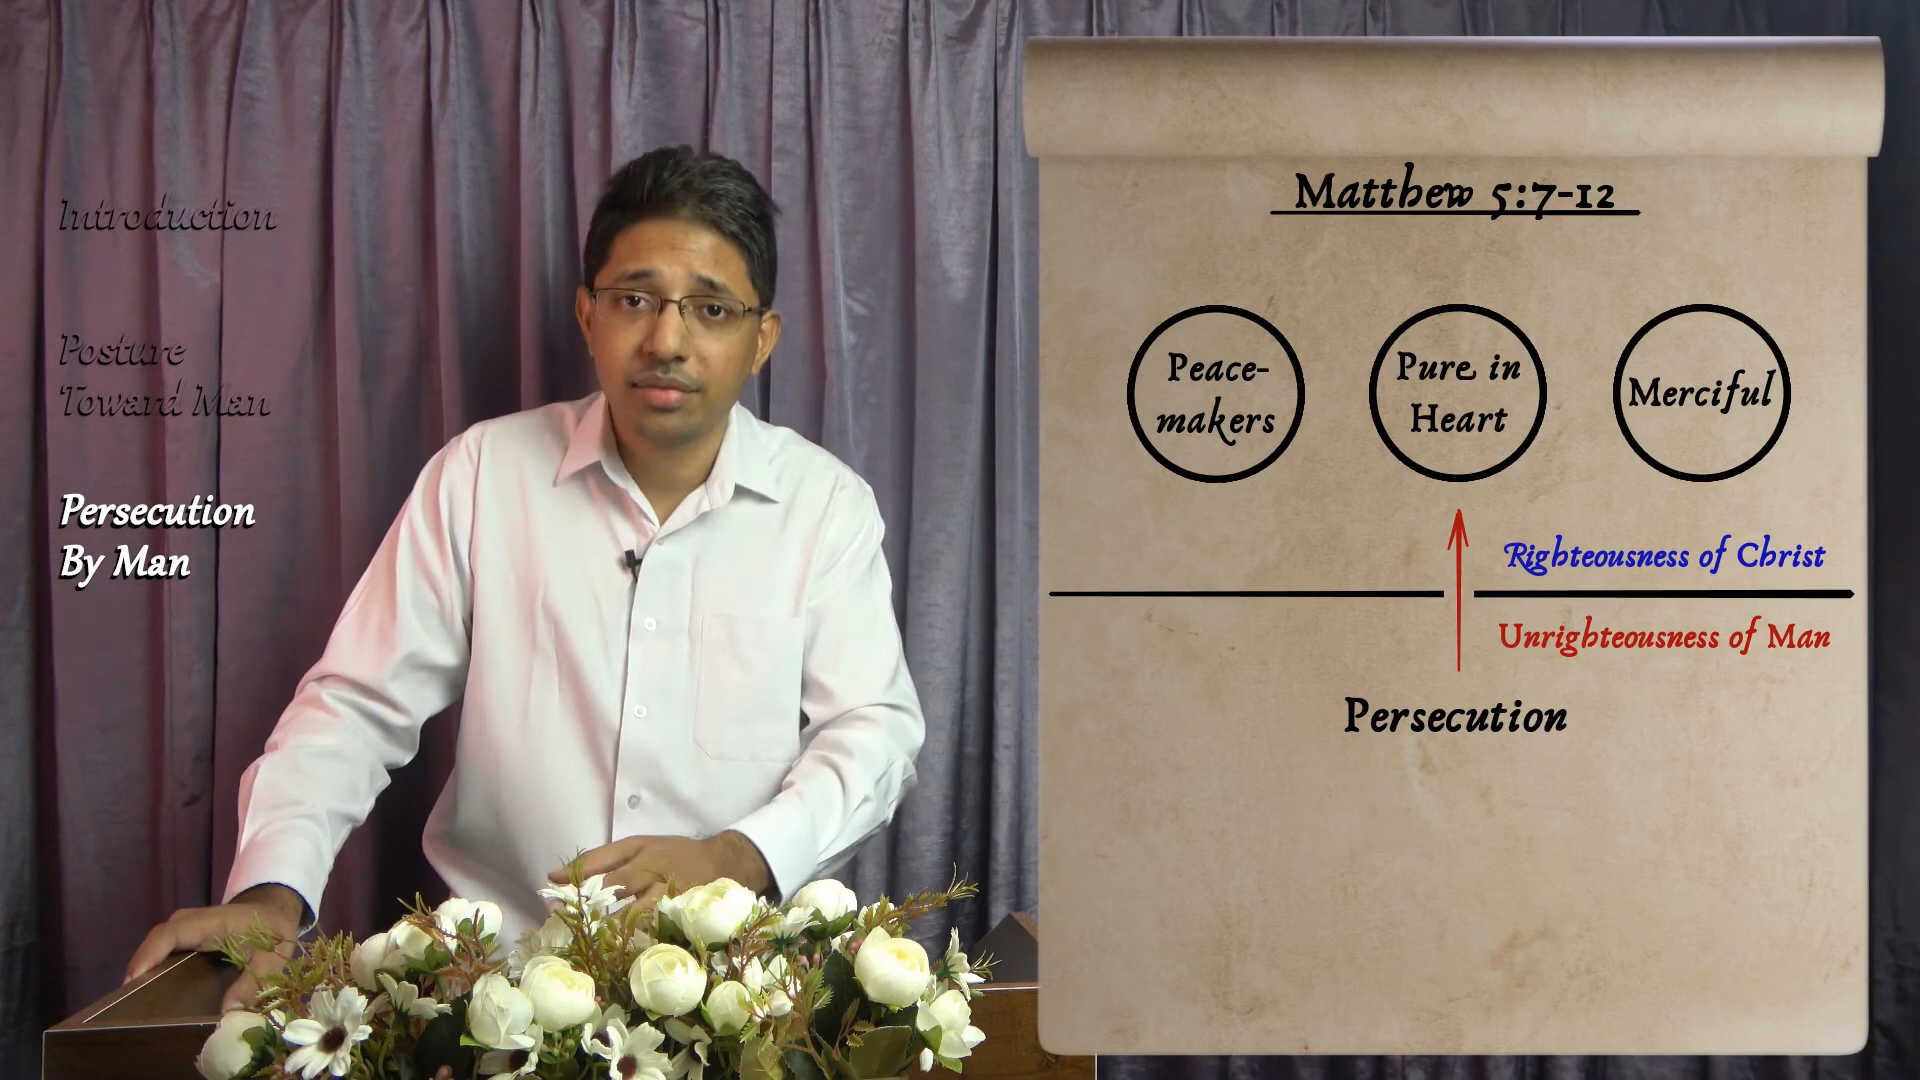 Introduction
Posture
Toward Man
Persecution
By Man
Matthew 5:7-12
Peace-
makers
Pure in
Heart
Merciful
Righteousness of Christ
Unrighteousness of Man
Persecution